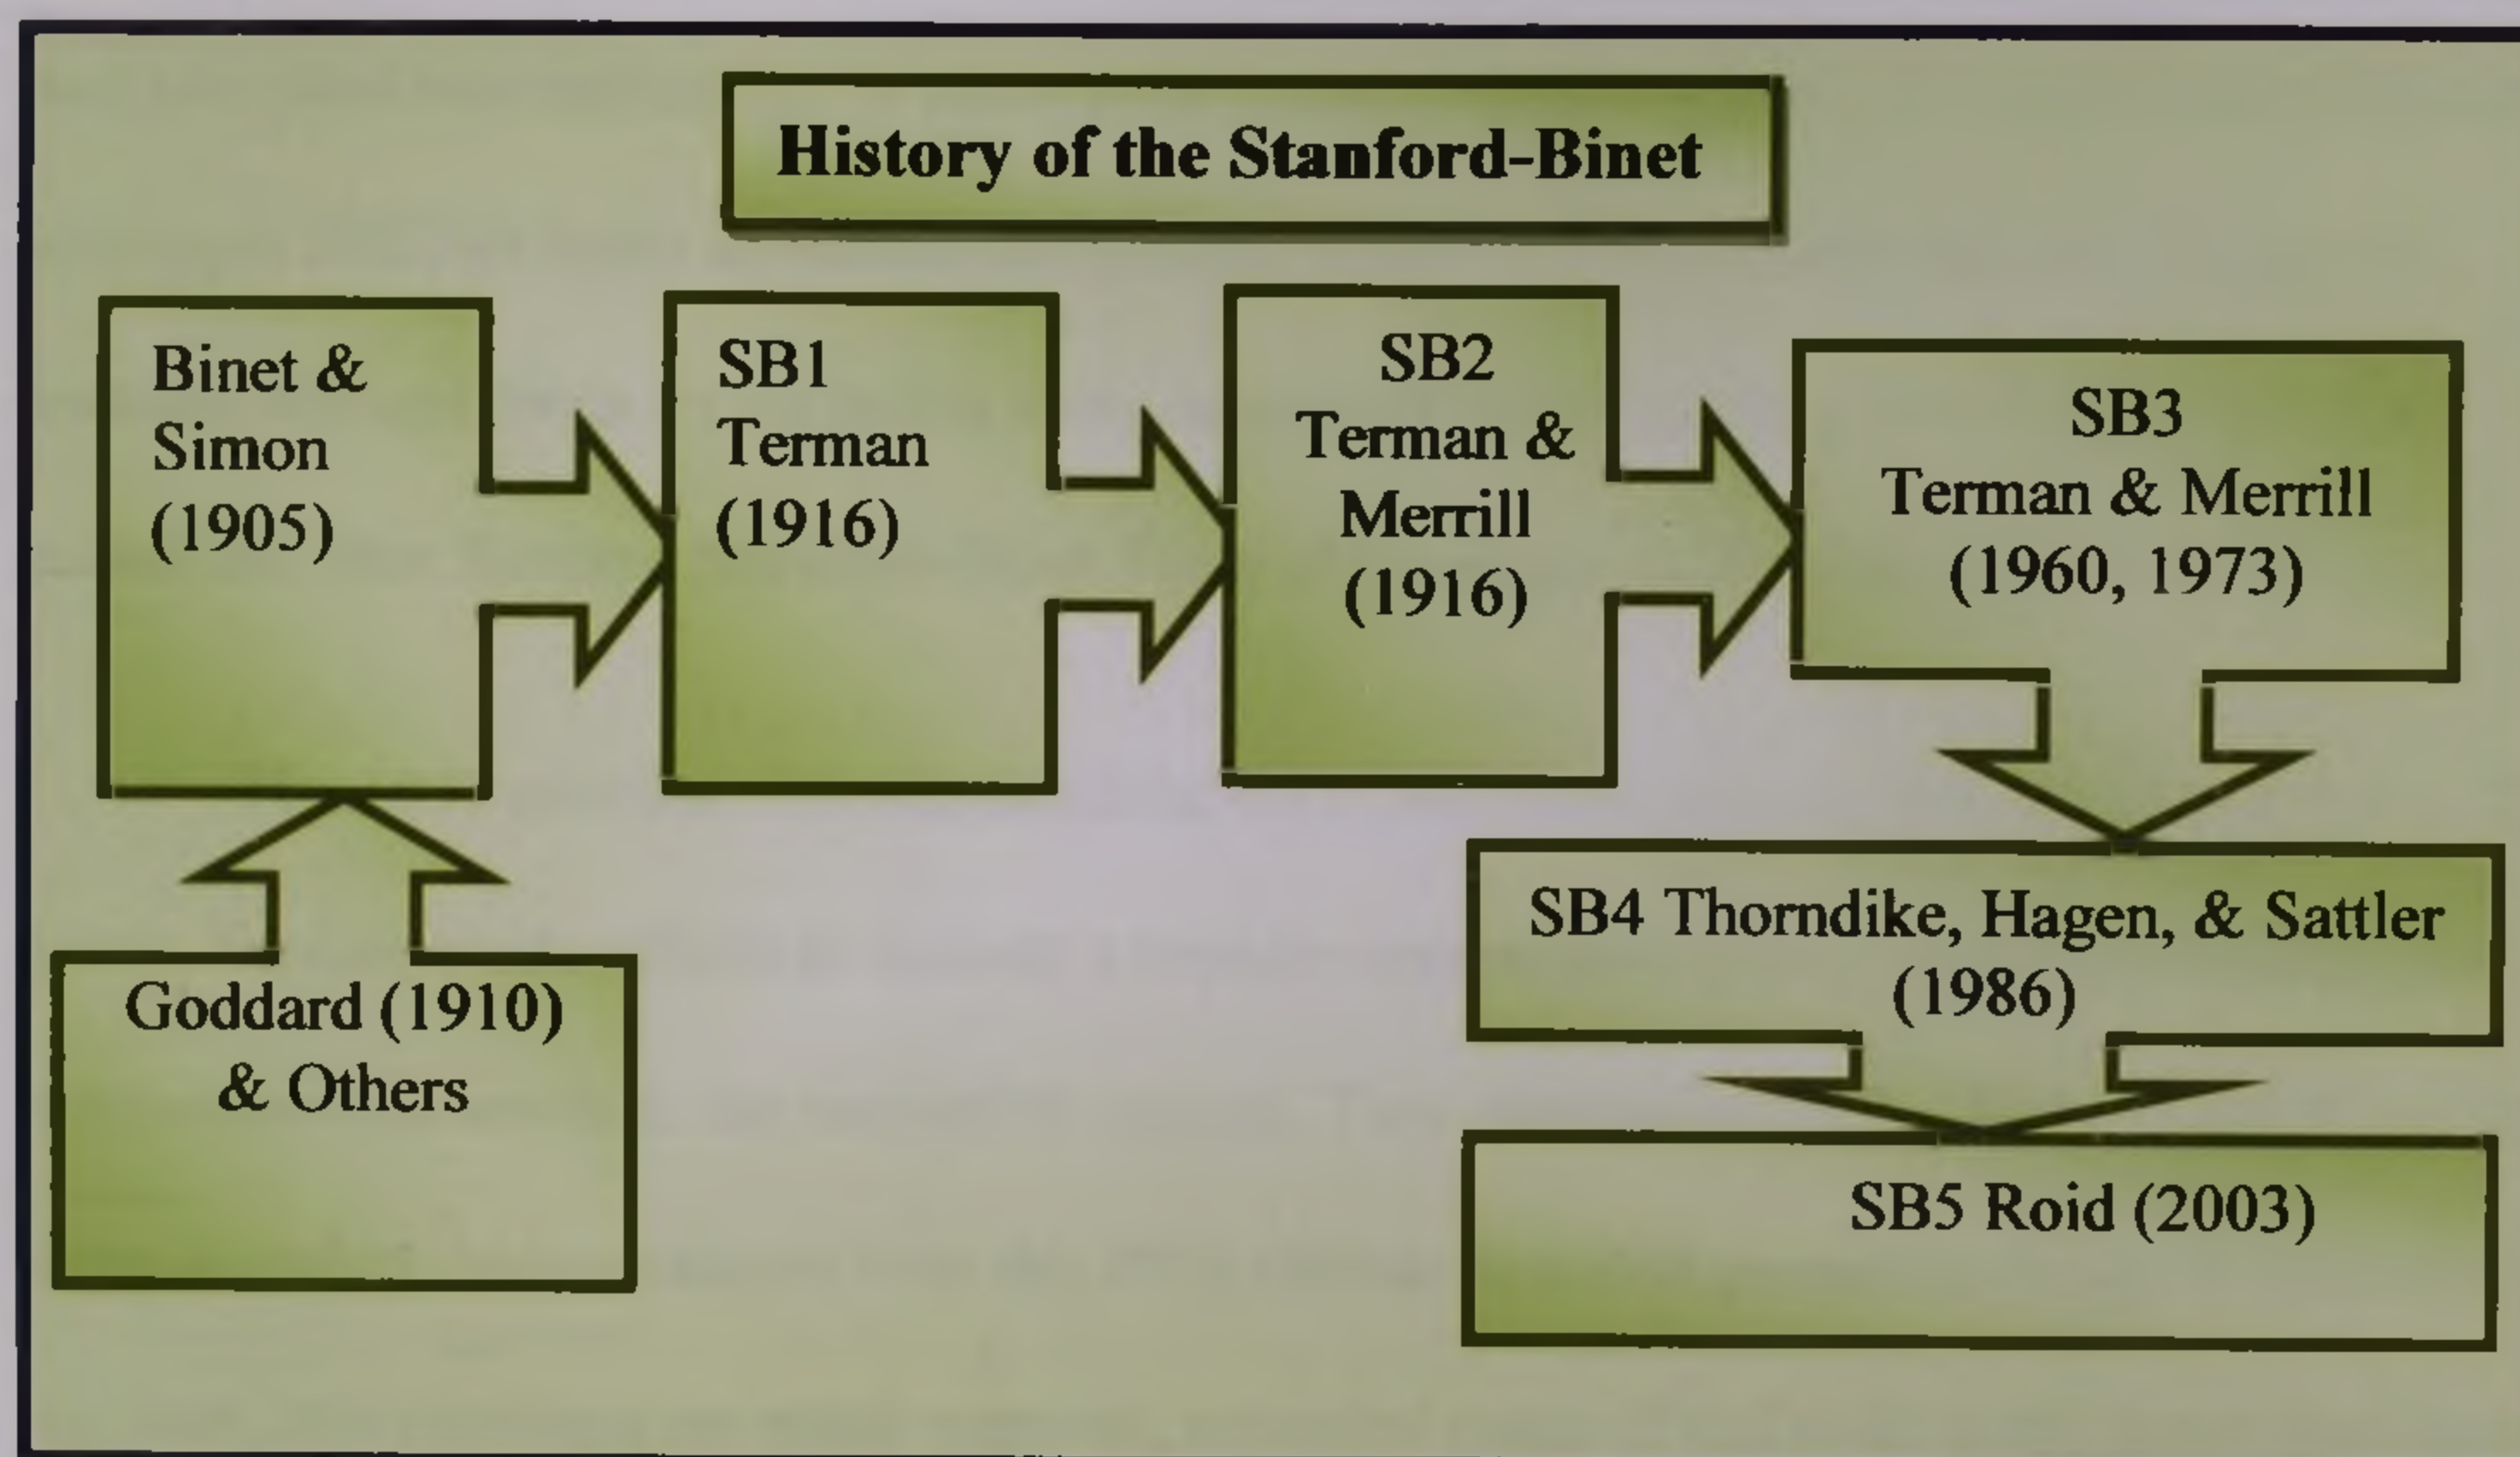 History of the Stanford-Binet
Binet &
Simon
(1905)
SB1
Terman
(1916)
SB2
Terman &
Merrill
(1916)
SB3
Terman & Merrill
(1960, 1973)
SB4 Thorndike, Hagen, & Sattler
(1986)
SB5 Roid (2003)
Goddard (1910)
& Others